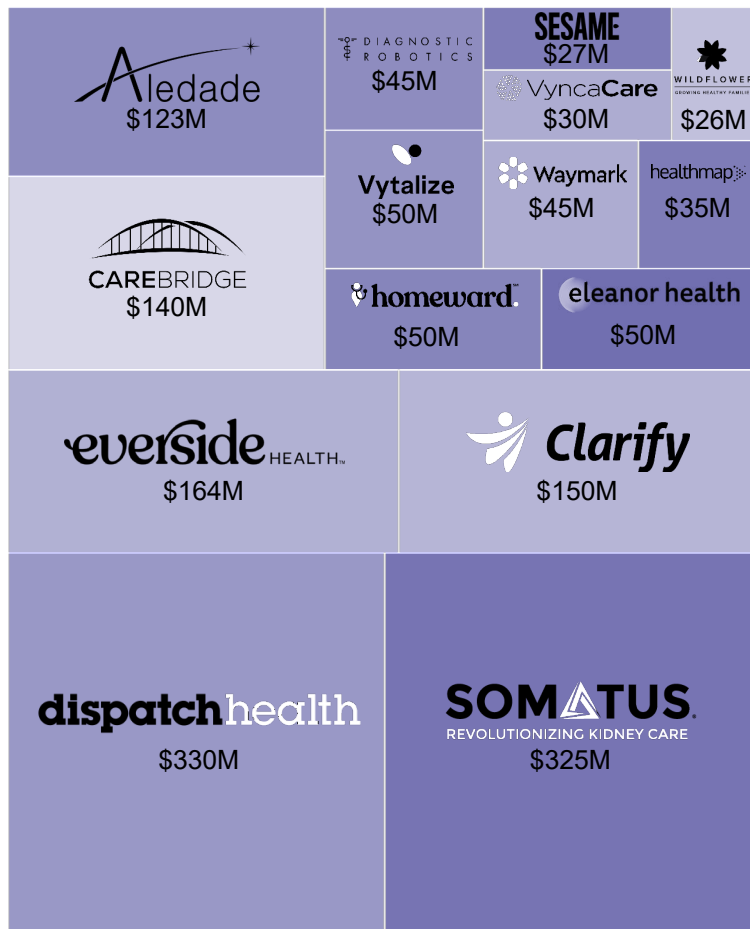 Aledade
$123M
DIAGNOSTIC
ROBOTICS
$45M
SESAME
$27M
VyncaCare
$30M
WILDFLOWER
GROWING HEALTHY FAMILIES
$26M
Vytalize
$50M
Waymark
$45M
healthmap
$35M
CAREBRIDGE
$140M
homeward.
SM
$50M
eleanor health
$50M
everside HEALTH™
$164M
Clarify
$150M
dispatchhealth
$330M
SOMATUS.
REVOLUTIONIZING KIDNEY CARE
$325M